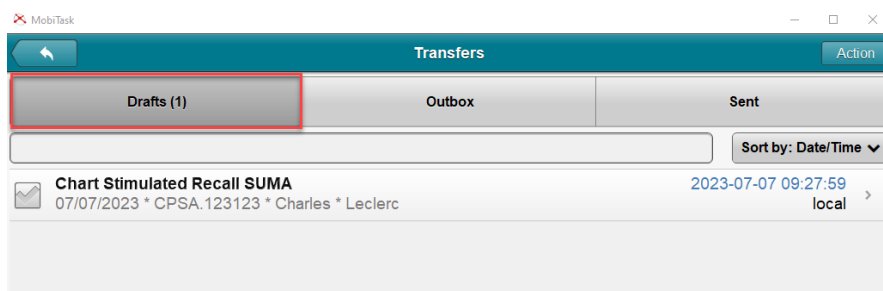 MobiTask
Transfers
Action
Drafts (1)
Outbox
Sent
Sort by: Date/Time
Chart Stimulated Recall SUMA
2023-07-07 09:27:59
07/07/2023 * CPSA.123123 * Charles * Leclerc
local